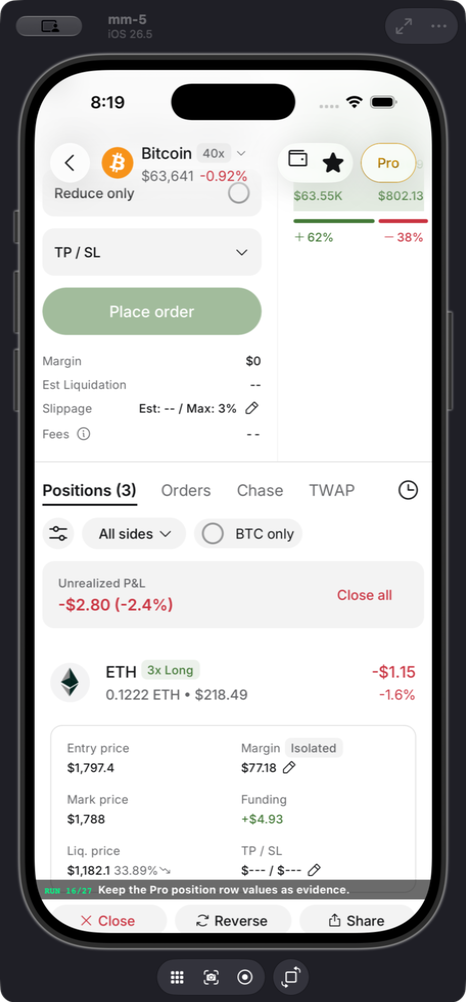 mm-5
iOS 26.5
8:19
Bitcoin 40x
$63,641 -0.92%
Pro
Reduce only
$63.55K $802.13
+ 62% − 38%
TP / SL
Place order
Margin $0
Est Liquidation --
Slippage Est: -- / Max: 3%
Fees --
Positions (3) Orders Chase TWAP
All sides BTC only
Unrealized P&L
-$2.80 (-2.4%)
Close all
ETH 3x Long -$1.15
0.1222 ETH • $218.49 -1.6%
Entry price Margin Isolated
$1,797.4 $77.18
Mark price Funding
$1,788 +$4.93
Liq. price TP / SL
$1,182.1 33.89% $--- / $---
RUN 16/27 Keep the Pro position row values as evidence.
Close Reverse Share